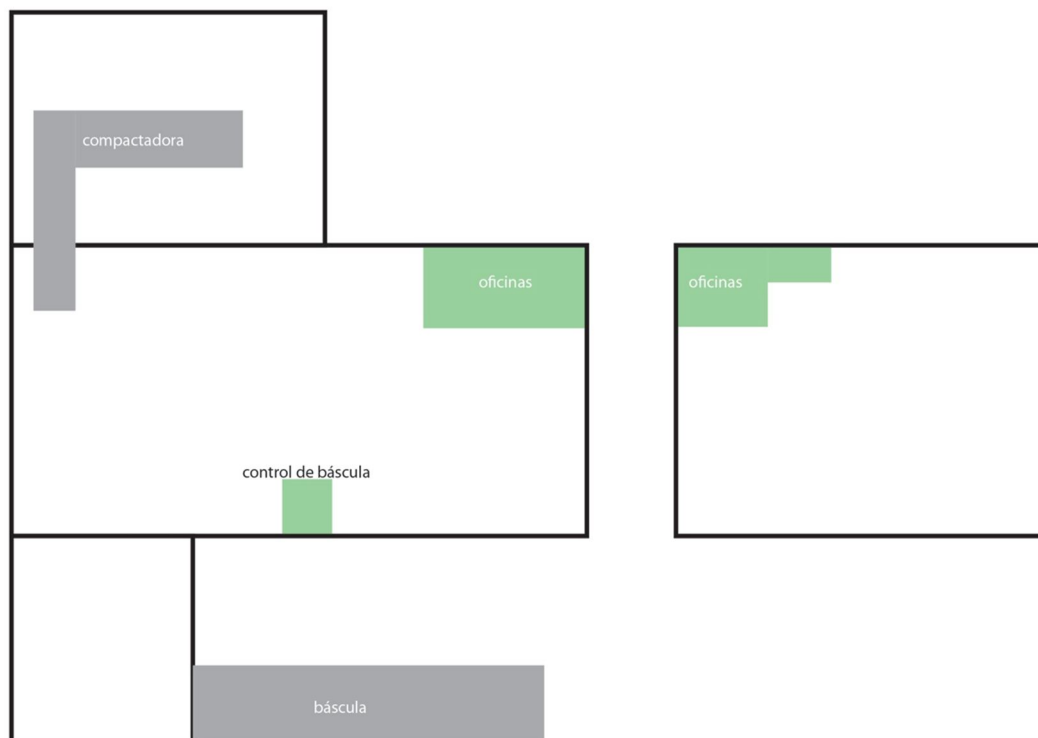 compactadora
oficinas
oficinas
control de báscula
báscula